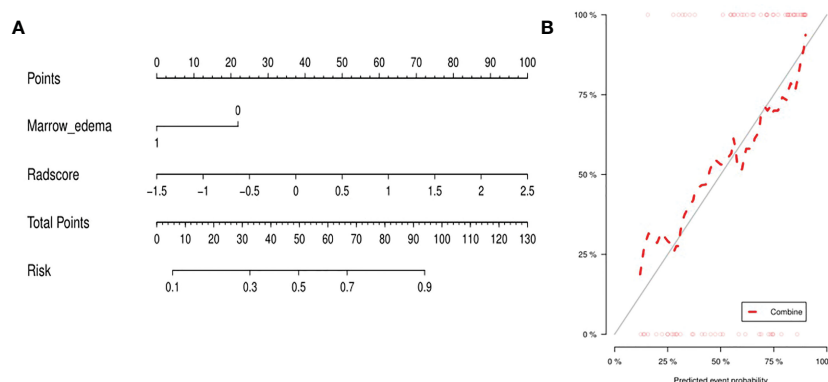 A
Points
0 10 20 30 40 50 60 70 80 90 100
Marrow_edema
0
1
Radscore
−1.5 −1 −0.5 0 0.5 1 1.5 2 2.5
Total Points
0 10 20 30 40 50 60 70 80 90 100 110 120 130
Risk
0.1 0.3 0.5 0.7 0.9
B
100 %
75 %
50 %
25 %
0 %
Combine
0 % 25 % 50 % 75 % 100
Predicted event probability